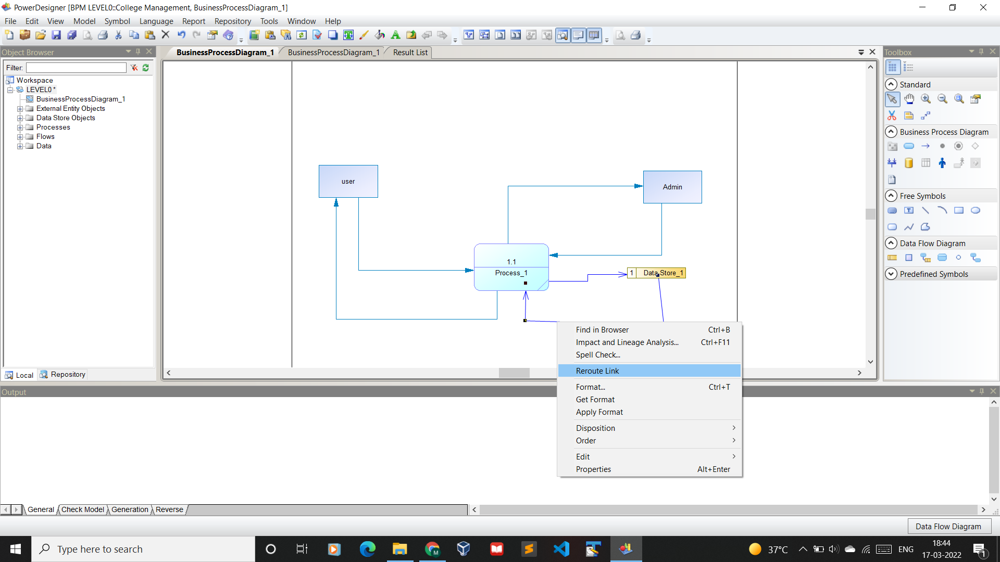 PowerDesigner [BPM LEVEL0::College Management, BusinessProcessDiagram_1]
File Edit View Model Symbol Language Report Repository Tools Window Help
Object Browser
Filter:
Workspace
LEVEL0 *
BusinessProcessDiagram_1
External Entity Objects
Data Store Objects
Processes
Flows
Data
Local Repository
BusinessProcessDiagram_1 BusinessProcessDiagram_1 Result List
user
Admin
1.1
Process_1
1 Data Store_1
Find in Browser Ctrl+B
Impact and Lineage Analysis... Ctrl+F11
Spell Check...
Reroute Link
Format... Ctrl+T
Get Format
Apply Format
Disposition
Order
Edit
Properties Alt+Enter
Toolbox
Standard
Business Process Diagram
Free Symbols
Data Flow Diagram
Predefined Symbols
Output
General Check Model Generation Reverse
Data Flow Diagram
Type here to search
M
37°C
ENG
18:44
17-03-2022
1